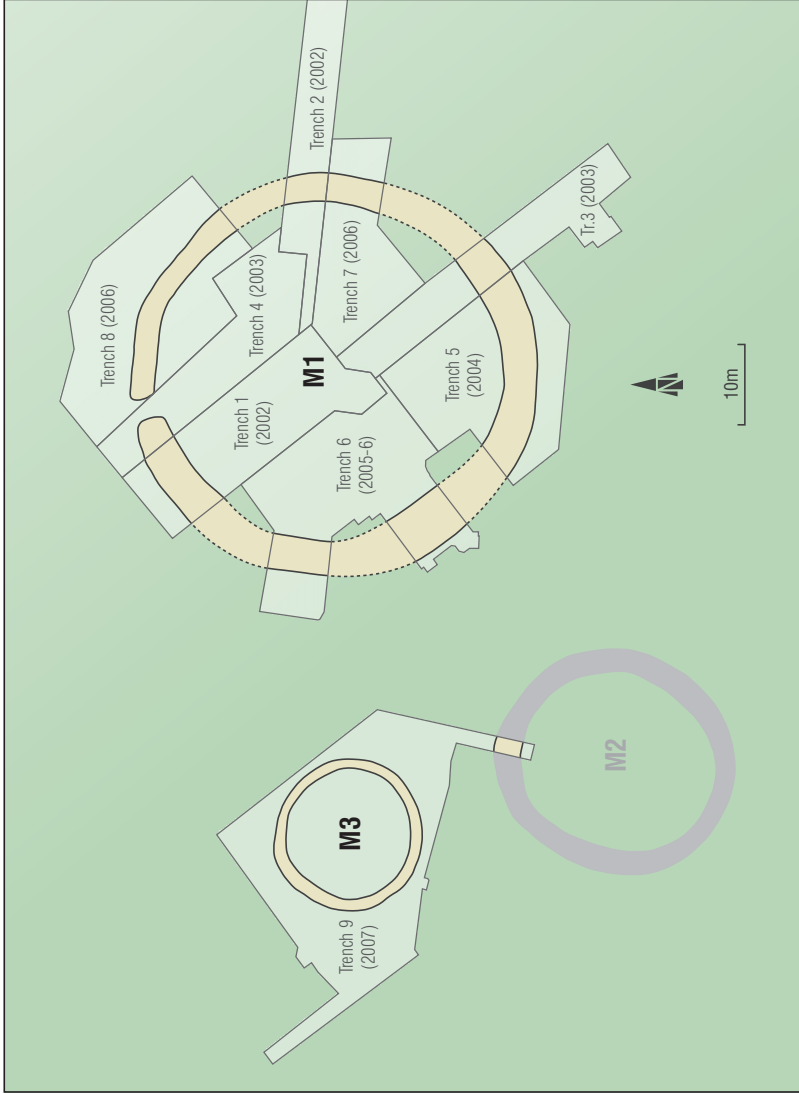 Trench 2 (2002)
Tr.3 (2003)
Trench 8 (2006)
Trench 4 (2003)
Trench 7 (2006)
M1
Trench 1
(2002)
Trench 5
(2004)
Trench 6
(2005-6)
N
10m
M2
M3
Trench 9
(2007)